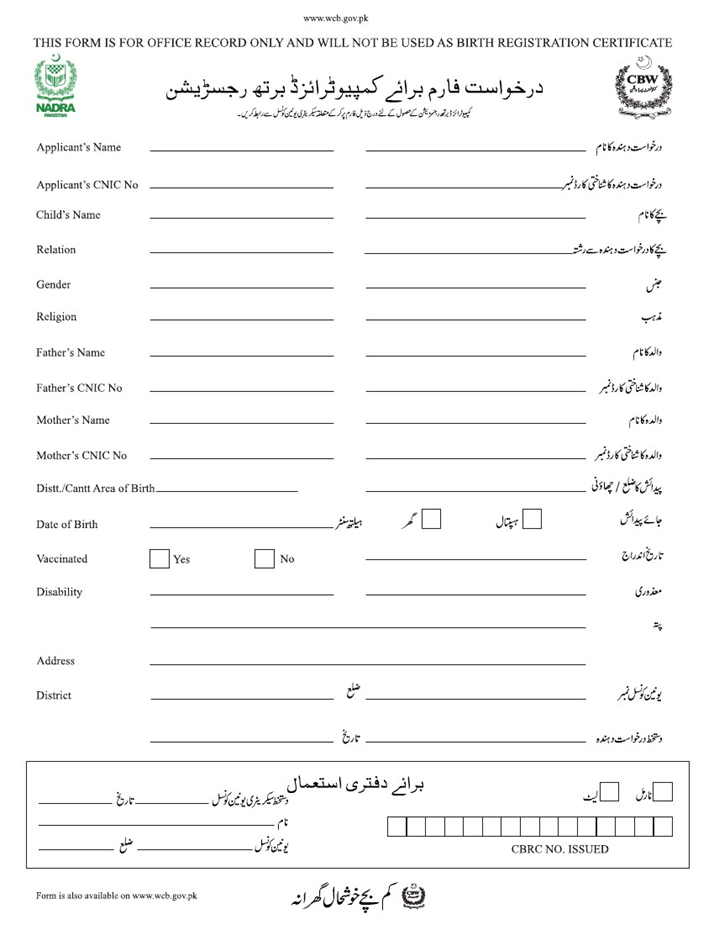 www.wcb.gov.pk
THIS FORM IS FOR OFFICE RECORD ONLY AND WILL NOT BE USED AS BIRTH REGISTRATION CERTIFICATE
NADRA
PAKISTAN
درخواست فارم برائے کمپیوٹرائزڈ برتھ رجسٹریشن
CBW
کمپیوٹرائزڈ برتھ رجسٹریشن کے حصول کے لئے درج ذیل فارم پُر کر کے متعلقہ سیکریٹری یونین کونسل سے رابطہ کریں۔
Applicant's Name درخواست دہندہ کا نام
Applicant's CNIC No درخواست دہندہ کا شناختی کارڈ نمبر
Child's Name بچے کا نام
Relation بچے کا درخواست دہندہ سے رشتہ
Gender جنس
Religion مذہب
Father's Name والد کا نام
Father's CNIC No والد کا شناختی کارڈ نمبر
Mother's Name والدہ کا نام
Mother's CNIC No والدہ کا شناختی کارڈ نمبر
Distt./Cantt Area of Birth پیدائش کا ضلع / چھاؤنی
Date of Birth جائے پیدائش ہسپتال گھر ہیلتھ سنٹر
Vaccinated Yes No تاریخ اندراج
Disability معذوری
پتہ
Address
District یونین کونسل نمبر ضلع
دستخط درخواست دہندہ تاریخ
برائے دفتری استعمال
نارمل لیٹ دستخط سیکریٹری یونین کونسل تاریخ
نام
یونین کونسل ضلع
CBRC NO. ISSUED
Form is also available on www.wcb.gov.pk
کم بچے خوشحال گھرانہ